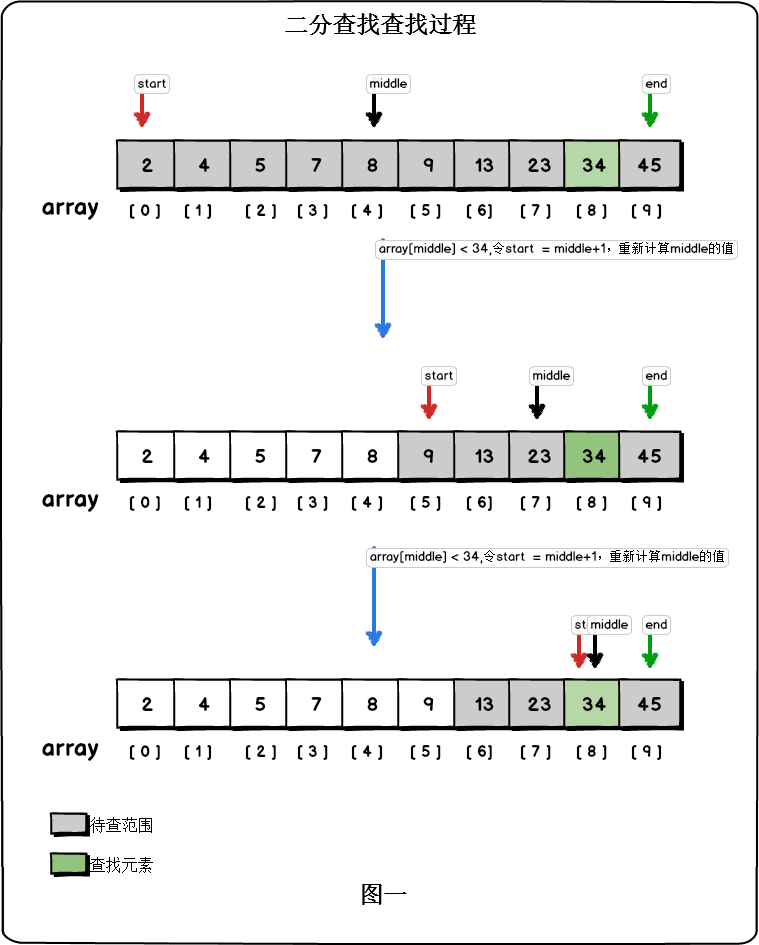 二分查找查找过程
start middle end
2 4 5 7 8 9 13 23 34 45
array [0] [1] [2] [3] [4] [5] [6] [7] [8] [9]
array[middle] < 34,令start = middle+1，重新计算middle的值
start middle end
2 4 5 7 8 9 13 23 34 45
array [0] [1] [2] [3] [4] [5] [6] [7] [8] [9]
array[middle] < 34,令start = middle+1，重新计算middle的值
st middle end
2 4 5 7 8 9 13 23 34 45
array [0] [1] [2] [3] [4] [5] [6] [7] [8] [9]
待查范围
查找元素
图一